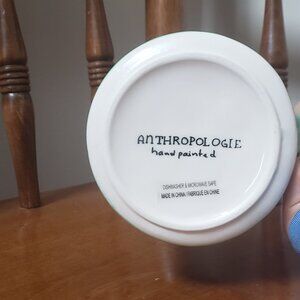 ANTHROPOLOGIE
hand painted
DISHWASHER & MICROWAVE SAFE
MADE IN CHINA / FABRIQUÉ EN CHINE